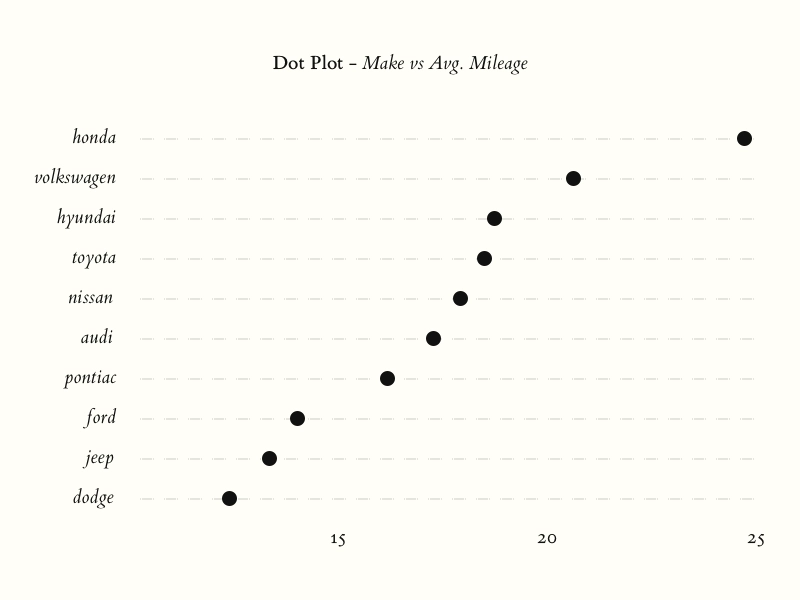 Dot Plot - Make vs Avg. Mileage
honda
volkswagen
hyundai
toyota
nissan
audi
pontiac
ford
jeep
dodge
15 20 25